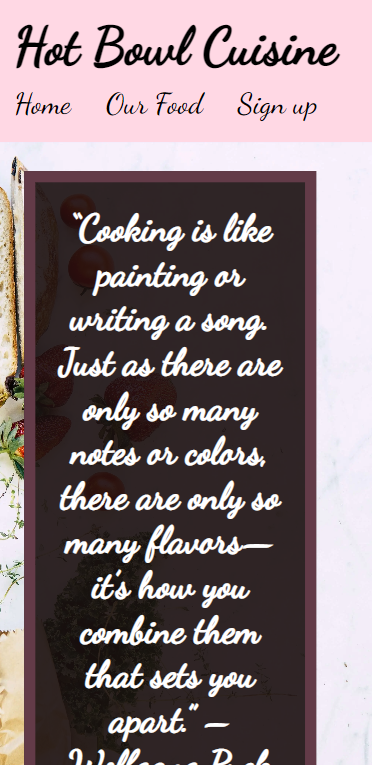 Hot Bowl Cuisine
Home Our Food Sign up
“Cooking is like
painting or
writing a song.
Just as there are
only so many
notes or colors,
there are only so
many flavors—
it’s how you
combine them
that sets you
apart.” —